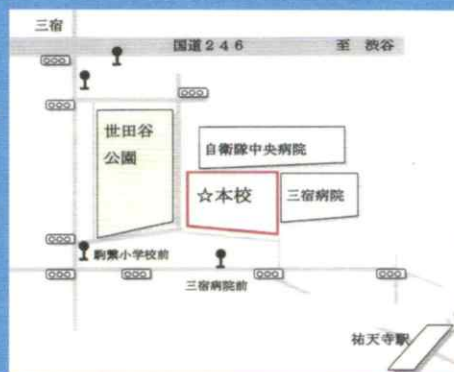 三宿
国道246 至 渋谷
世田谷
公園
自衛隊中央病院
☆本校
三宿病院
駒繋小学校前
三宿病院前
祐天寺駅